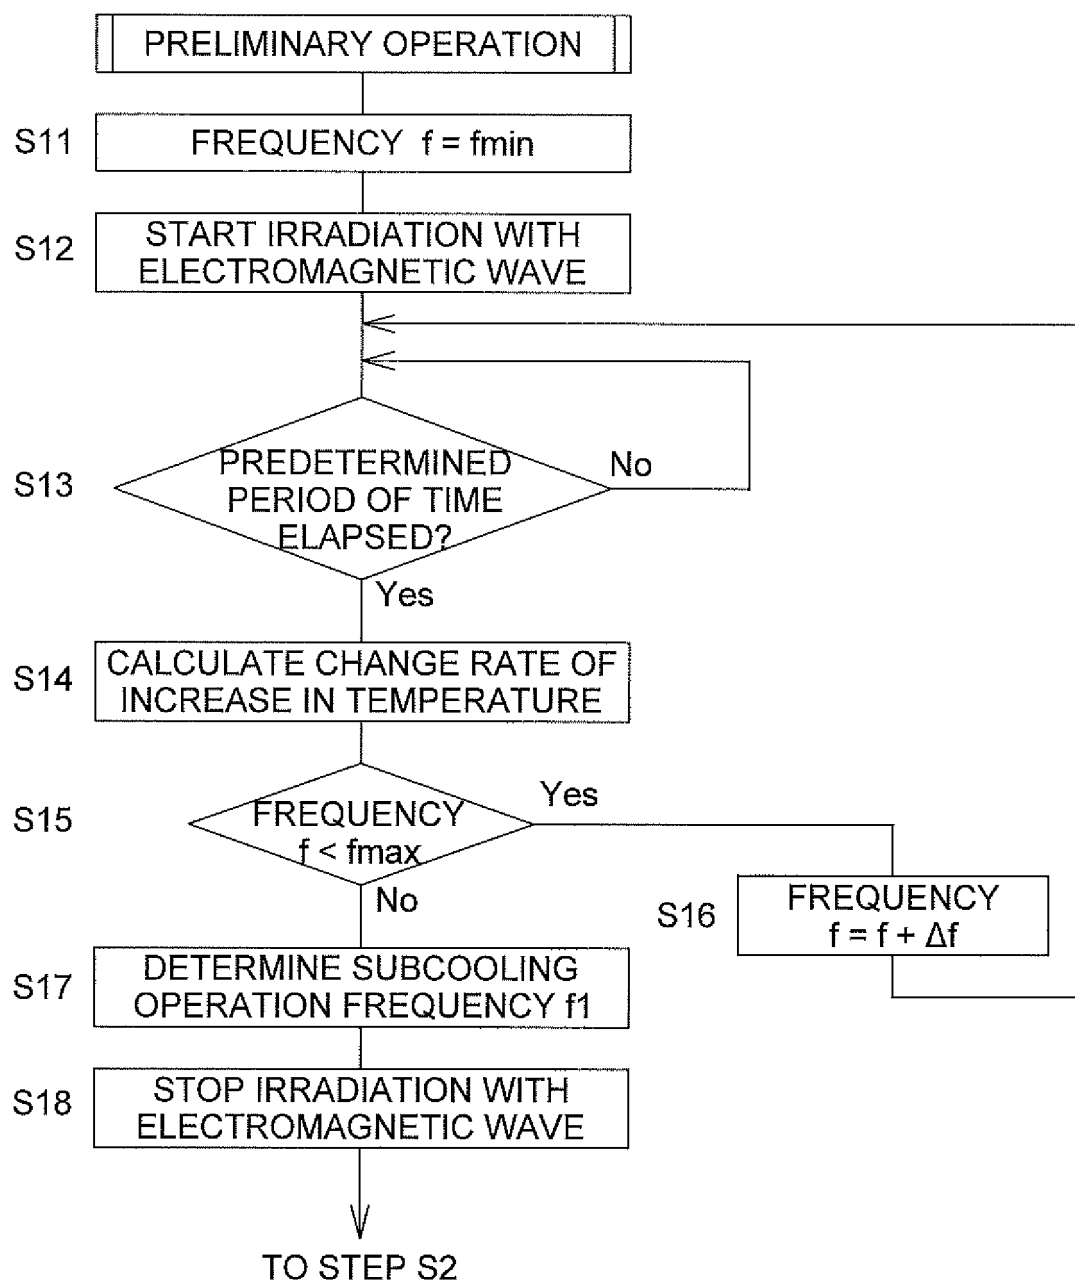 PRELIMINARY OPERATION
S11
FREQUENCY f = fmin
S12
START IRRADIATION WITH
ELECTROMAGNETIC WAVE
S13
PREDETERMINED
PERIOD OF TIME
ELAPSED?
No
Yes
S14
CALCULATE CHANGE RATE OF
INCREASE IN TEMPERATURE
S15
FREQUENCY
f < fmax
Yes
No
S16
FREQUENCY
f = f + Δf
S17
DETERMINE SUBCOOLING
OPERATION FREQUENCY f1
S18
STOP IRRADIATION WITH
ELECTROMAGNETIC WAVE
TO STEP S2